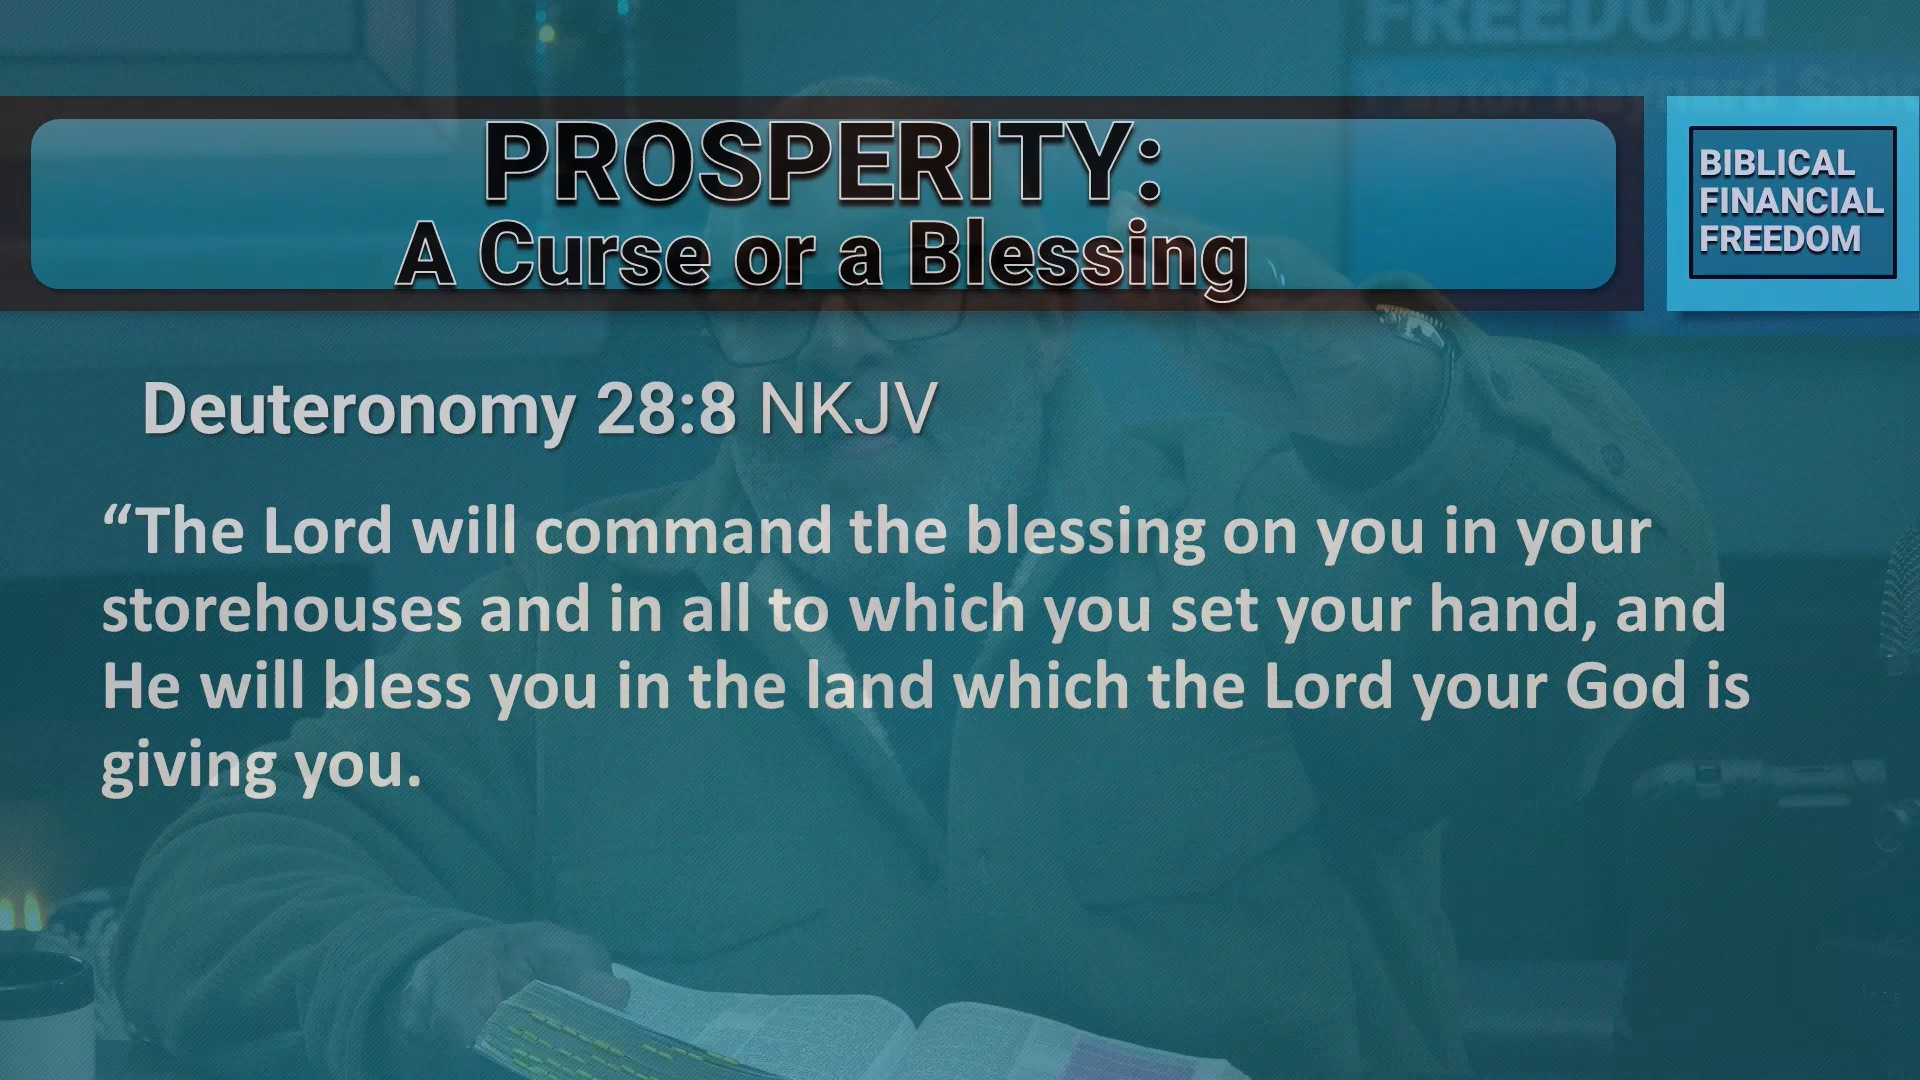 FREEDOM
PROSPERITY:
A Curse or a Blessing
BIBLICAL
FINANCIAL
FREEDOM
Deuteronomy 28:8 NKJV
“The Lord will command the blessing on you in your
storehouses and in all to which you set your hand, and
He will bless you in the land which the Lord your God is
giving you.